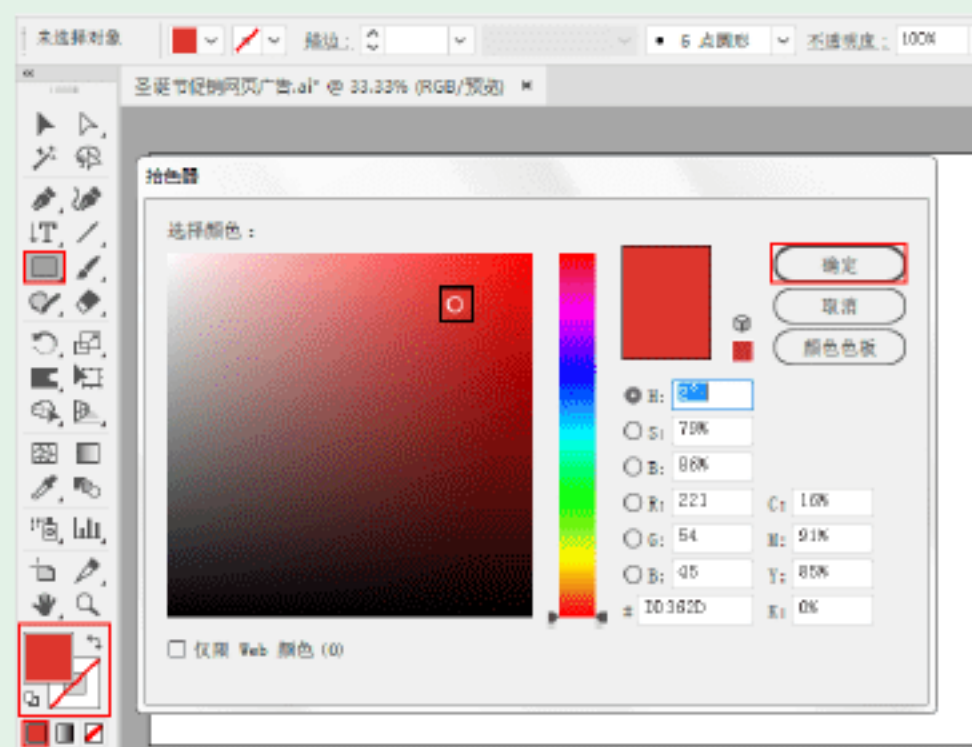 未选择对象 描边: 5 点圆形 不透明度: 100%
圣诞节促销网页广告.ai* @ 33.33% (RGB/预览) ×
拾色器
选择颜色:
确定
取消
颜色色板
H:
S: 79%
B: 86%
R: 221 C: 16%
G: 54 M: 91%
B: 45 Y: 85%
# DD362D K: 0%
仅限 Web 颜色 (O)